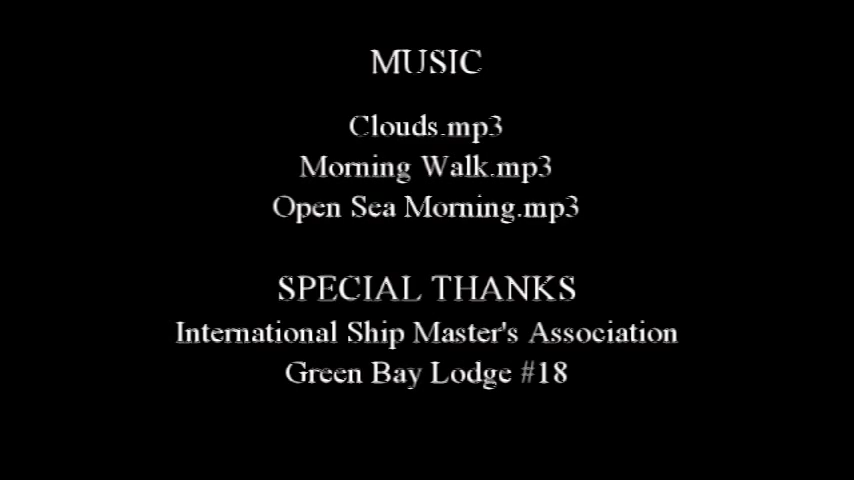 MUSIC
Clouds.mp3
Morning Walk.mp3
Open Sea Morning.mp3
SPECIAL THANKS
International Ship Master's Association
Green Bay Lodge #18